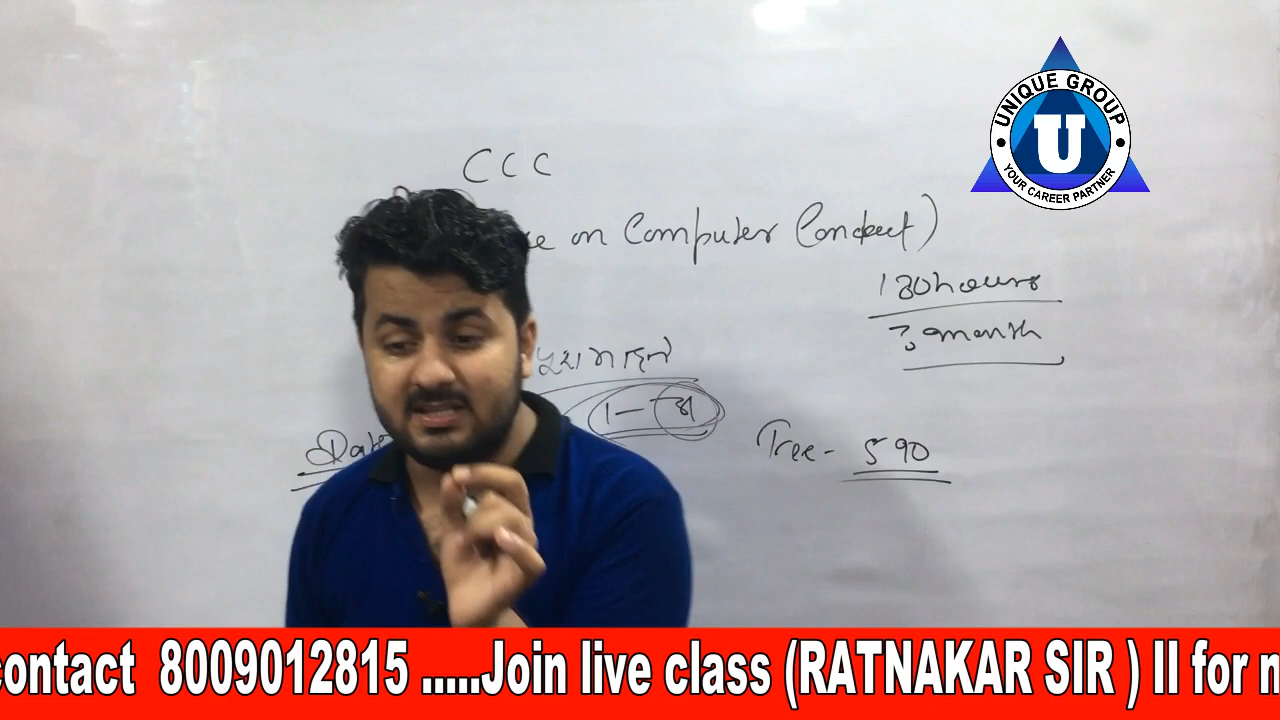 UNIQUE GROUP
U
YOUR CAREER PARTNER
CCC
on Computer Concept)
180 hours
3 month
1 - 31
Free - 590
contact 8009012815 .....Join live class (RATNAKAR SIR ) II for n